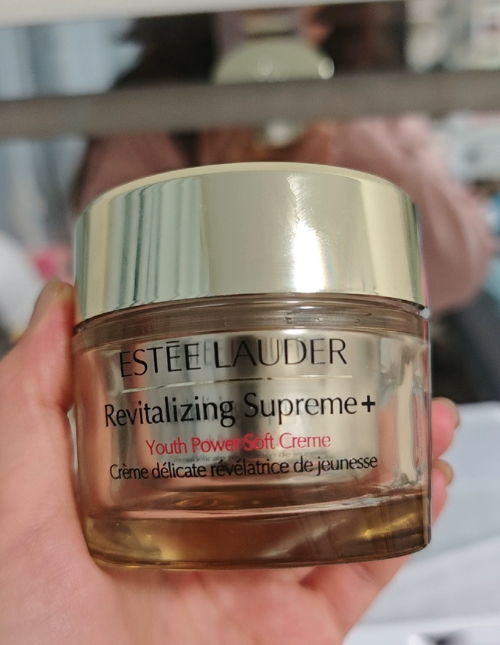 ESTĒE LAUDER
Revitalizing Supreme+
Youth Power Soft Creme
Crème délicate révélatrice de jeunesse